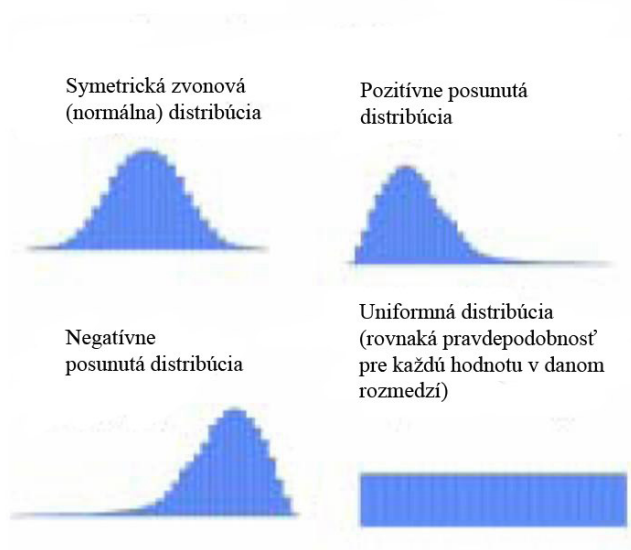 Symetrická zvonová
(normálna) distribúcia
Pozitívne posunutá
distribúcia
Negatívne
posunutá distribúcia
Uniformná distribúcia
(rovnaká pravdepodobnosť
pre každú hodnotu v danom
rozmedzí)